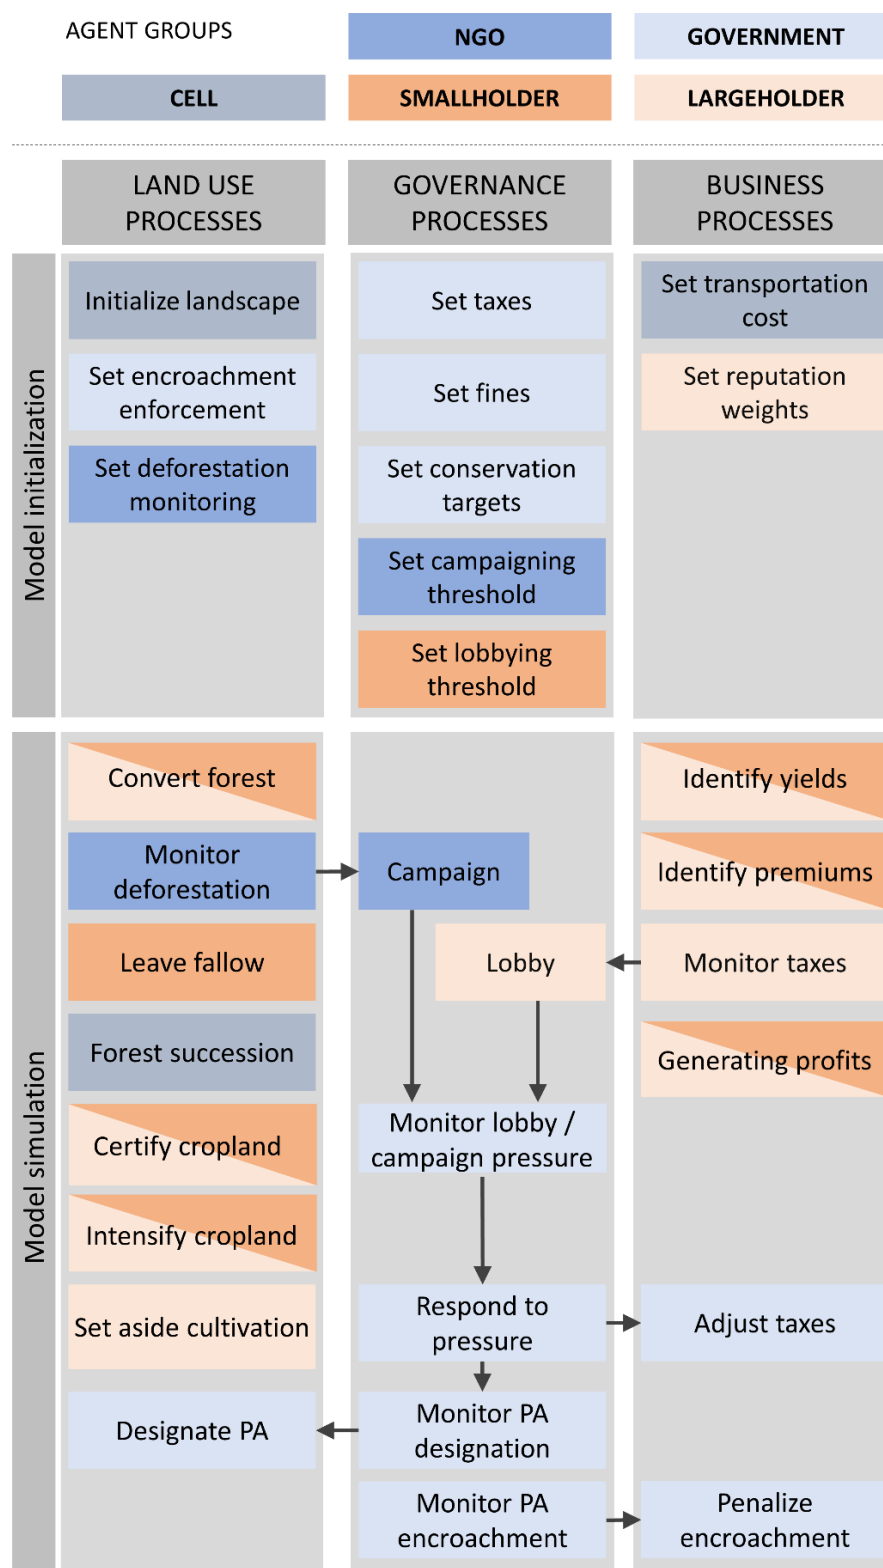 AGENT GROUPS
NGO
GOVERNMENT
CELL
SMALLHOLDER
LARGEHOLDER
LAND USE
PROCESSES
GOVERNANCE
PROCESSES
BUSINESS
PROCESSES
Model initialization
Initialize landscape
Set encroachment
enforcement
Set deforestation
monitoring
Set taxes
Set fines
Set conservation
targets
Set campaigning
threshold
Set lobbying
threshold
Set transportation
cost
Set reputation
weights
Model simulation
Convert forest
Monitor
deforestation
Leave fallow
Forest succession
Certify cropland
Intensify cropland
Set aside cultivation
Designate PA
Campaign
Lobby
Monitor lobby /
campaign pressure
Respond to
pressure
Monitor PA
designation
Monitor PA
encroachment
Identify yields
Identify premiums
Monitor taxes
Generating profits
Adjust taxes
Penalize
encroachment